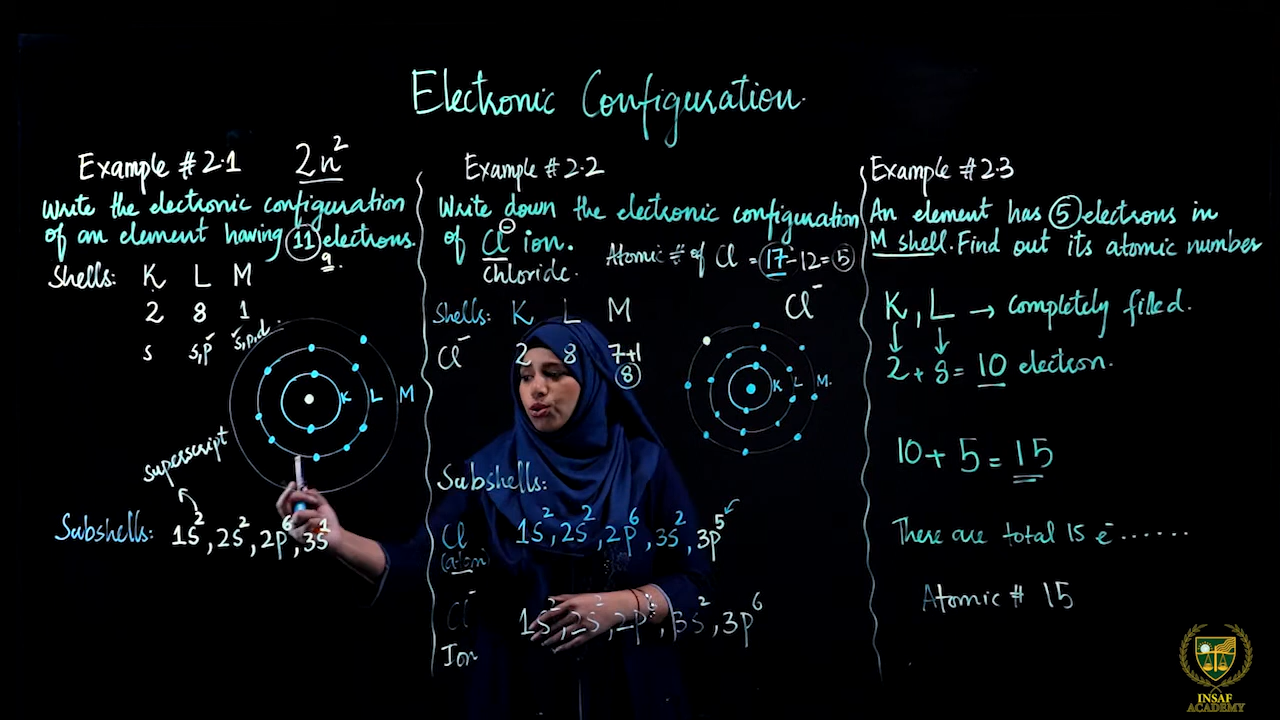 Electronic Configuration.
Example # 2.1 2n²
Write the electronic configuration
of an element having 11 electrons.
9.
Shells: K L M
2 8 1
s s,p s,p,d
K L M
Superscript
Subshells: 1s², 2s², 2p⁶, 3s¹
Example # 2.2
Write down the electronic configuration
of Cl⁻ ion.
chloride.
Atomic # of Cl = 17-12=5
Shells: K L M
Cl⁻ 2 8 7+1
8
Cl⁻
K L M
Subshells:
Cl 1s², 2s², 2p⁶, 3s², 3p⁵
(atom)
Cl⁻ 1s², 2s², 2p , 3s², 3p⁶
Ion
Example # 2.3
An element has 5 electrons in
M shell. Find out its atomic number
K, L → completely filled.
2 + 8 = 10 electron.
10 + 5 = 15
There are total 15 e⁻......
Atomic # 15
INSAF
ACADEMY